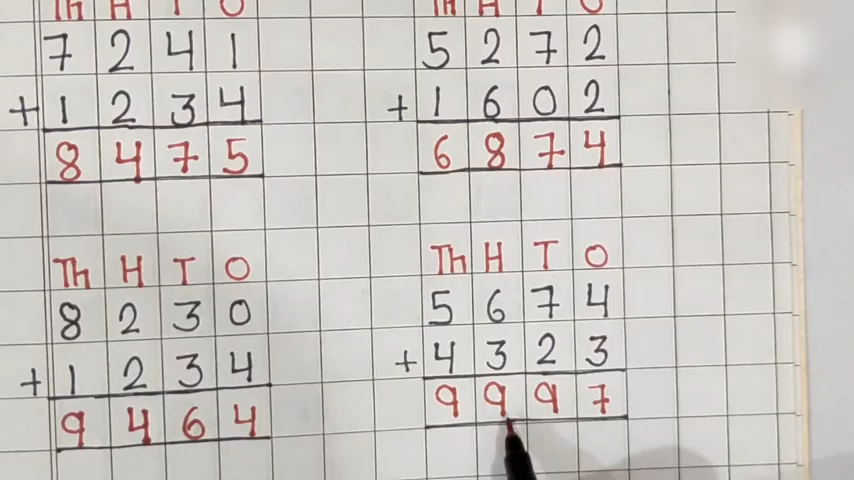 Th H T O
7 2 4 1
+ 1 2 3 4
8 4 7 5
Th H T O
5 2 7 2
+ 1 6 0 2
6 8 7 4
Th H T O
8 2 3 0
+ 1 2 3 4
9 4 6 4
Th H T O
5 6 7 4
+ 4 3 2 3
9 9 9 7